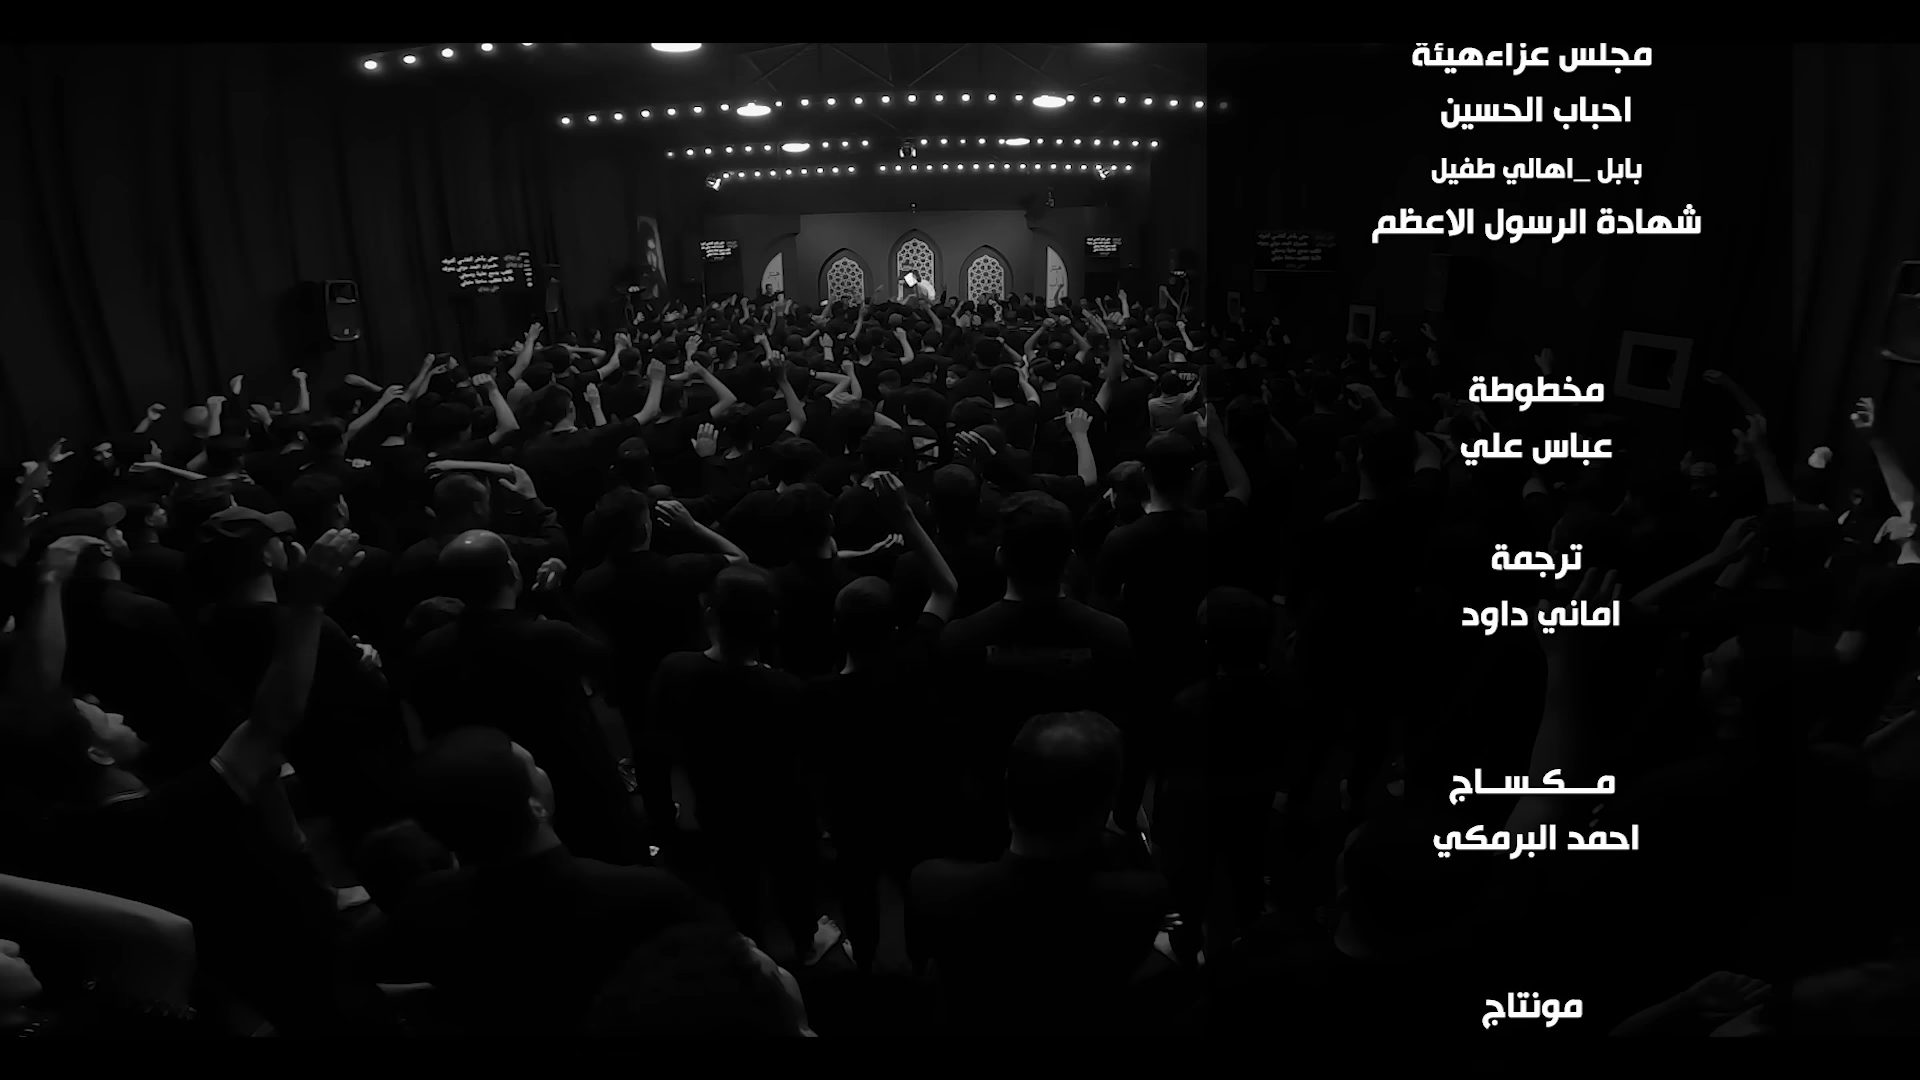 مجلس عزاءهيئة
احباب الحسين
بابل _اهالي طفيل
شهادة الرسول الاعظم
مخطوطة
عباس علي
ترجمة
اماني داود
مـــكـــســـاج
احمد البرمكي
مونتاج